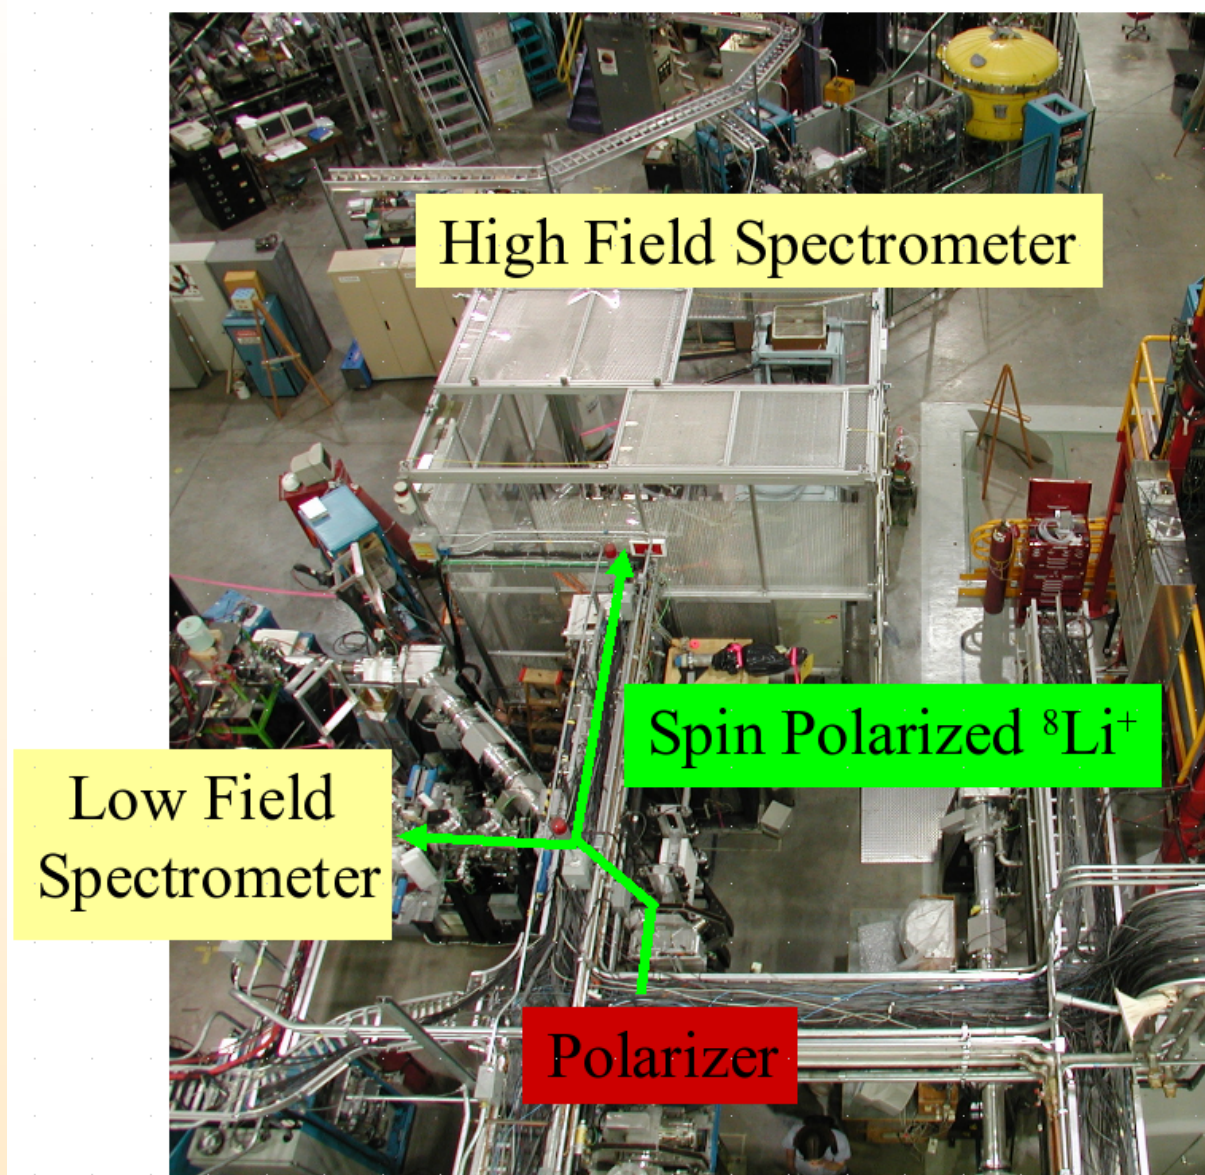 High Field Spectrometer
Spin Polarized ⁸Li⁺
Low Field
Spectrometer
Polarizer